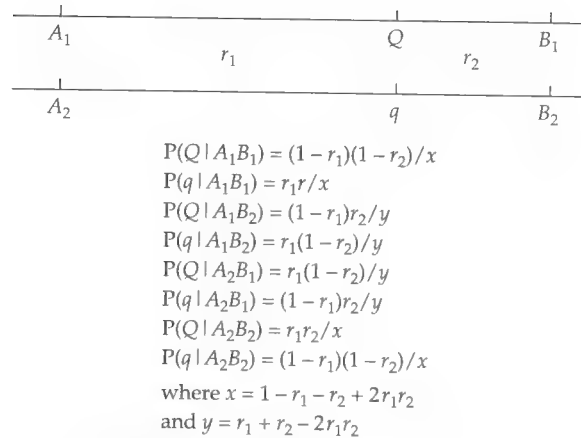 A₁ Q B₁
r₁ r₂
A₂ q B₂
P(Q | A₁B₁) = (1 − r₁)(1 − r₂)/x
P(q | A₁B₁) = r₁r/x
P(Q | A₁B₂) = (1 − r₁)r₂/y
P(q | A₁B₂) = r₁(1 − r₂)/y
P(Q | A₂B₁) = r₁(1 − r₂)/y
P(q | A₂B₁) = (1 − r₁)r₂/y
P(Q | A₂B₂) = r₁r₂/x
P(q | A₂B₂) = (1 − r₁)(1 − r₂)/x
where x = 1 − r₁ − r₂ + 2r₁r₂
and y = r₁ + r₂ − 2r₁r₂